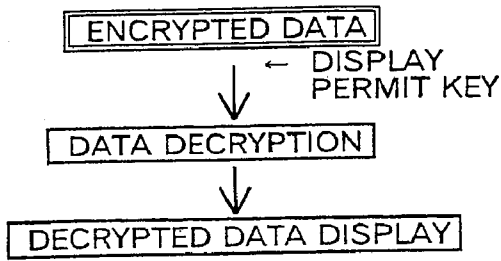 ENCRYPTED DATA
← DISPLAY
PERMIT KEY
DATA DECRYPTION
DECRYPTED DATA DISPLAY